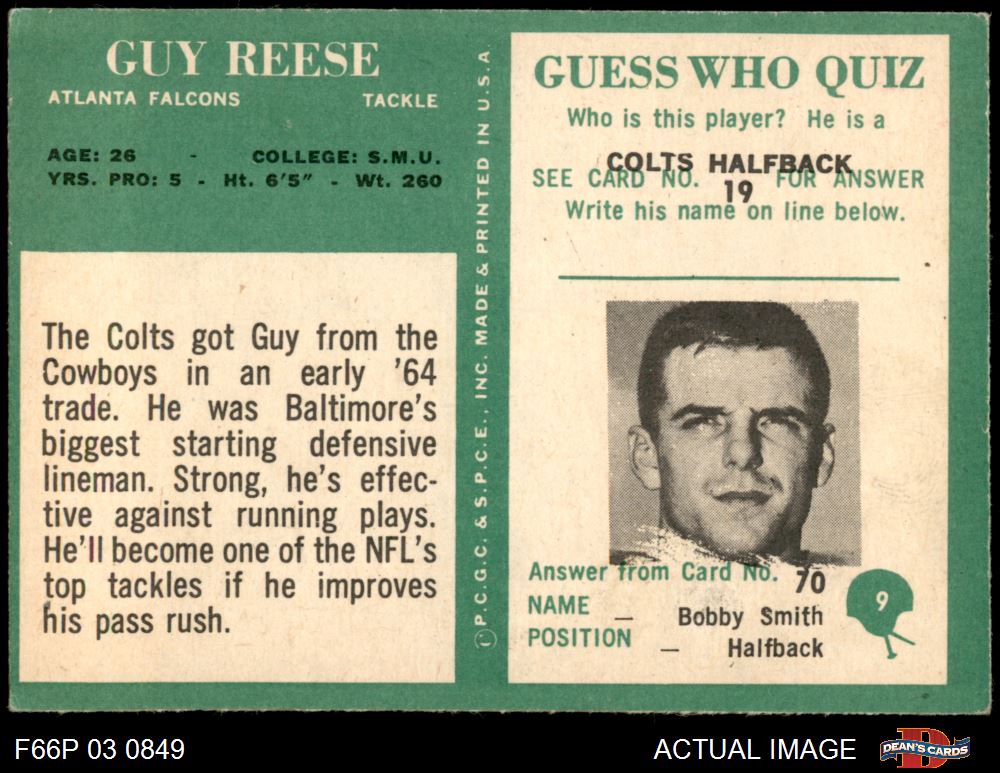 GUY REESE
ATLANTA FALCONS TACKLE
AGE: 26 - COLLEGE: S.M.U.
YRS. PRO: 5 - Ht. 6'5" - Wt. 260
The Colts got Guy from the
Cowboys in an early '64
trade. He was Baltimore's
biggest starting defensive
lineman. Strong, he's effec-
tive against running plays.
He'll become one of the NFL's
top tackles if he improves
his pass rush.
© P.C.G.C. & S.P.C.E., INC. MADE & PRINTED IN U.S.A
GUESS WHO QUIZ
Who is this player? He is a
COLTS HALFBACK
SEE CARD NO. 19 FOR ANSWER
Write his name on line below.
Answer from Card No. 70
NAME — Bobby Smith
POSITION — Halfback
9
F66P 03 0849
ACTUAL IMAGE
D
DEAN'S CARDS